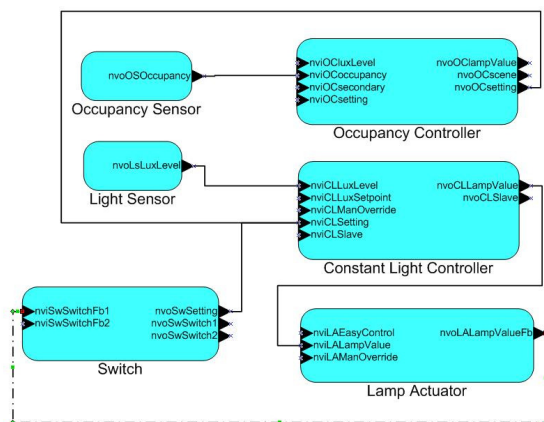 nvoOSOccupancy
Occupancy Sensor
nviOCluxLevel
nviOCoccupancy
nviOCsecondary
nviOCsetting
nvoOClampValue
nvoOCscene
nvoOCsetting
Occupancy Controller
nvoLsLuxLevel
Light Sensor
nviCLLuxLevel
nviCLLuxSetpoint
nviCLManOverride
nviCLSetting
nviCLSlave
nvoCLLampValue
nvoCLSlave
Constant Light Controller
nviSwSwitchFb1
nviSwSwitchFb2
nvoSwSetting
nvoSwSwitch1
nvoSwSwitch2
Switch
nviLAEasyControl
nviLALampValue
nviLAManOverride
nvoLALampValueFb
Lamp Actuator